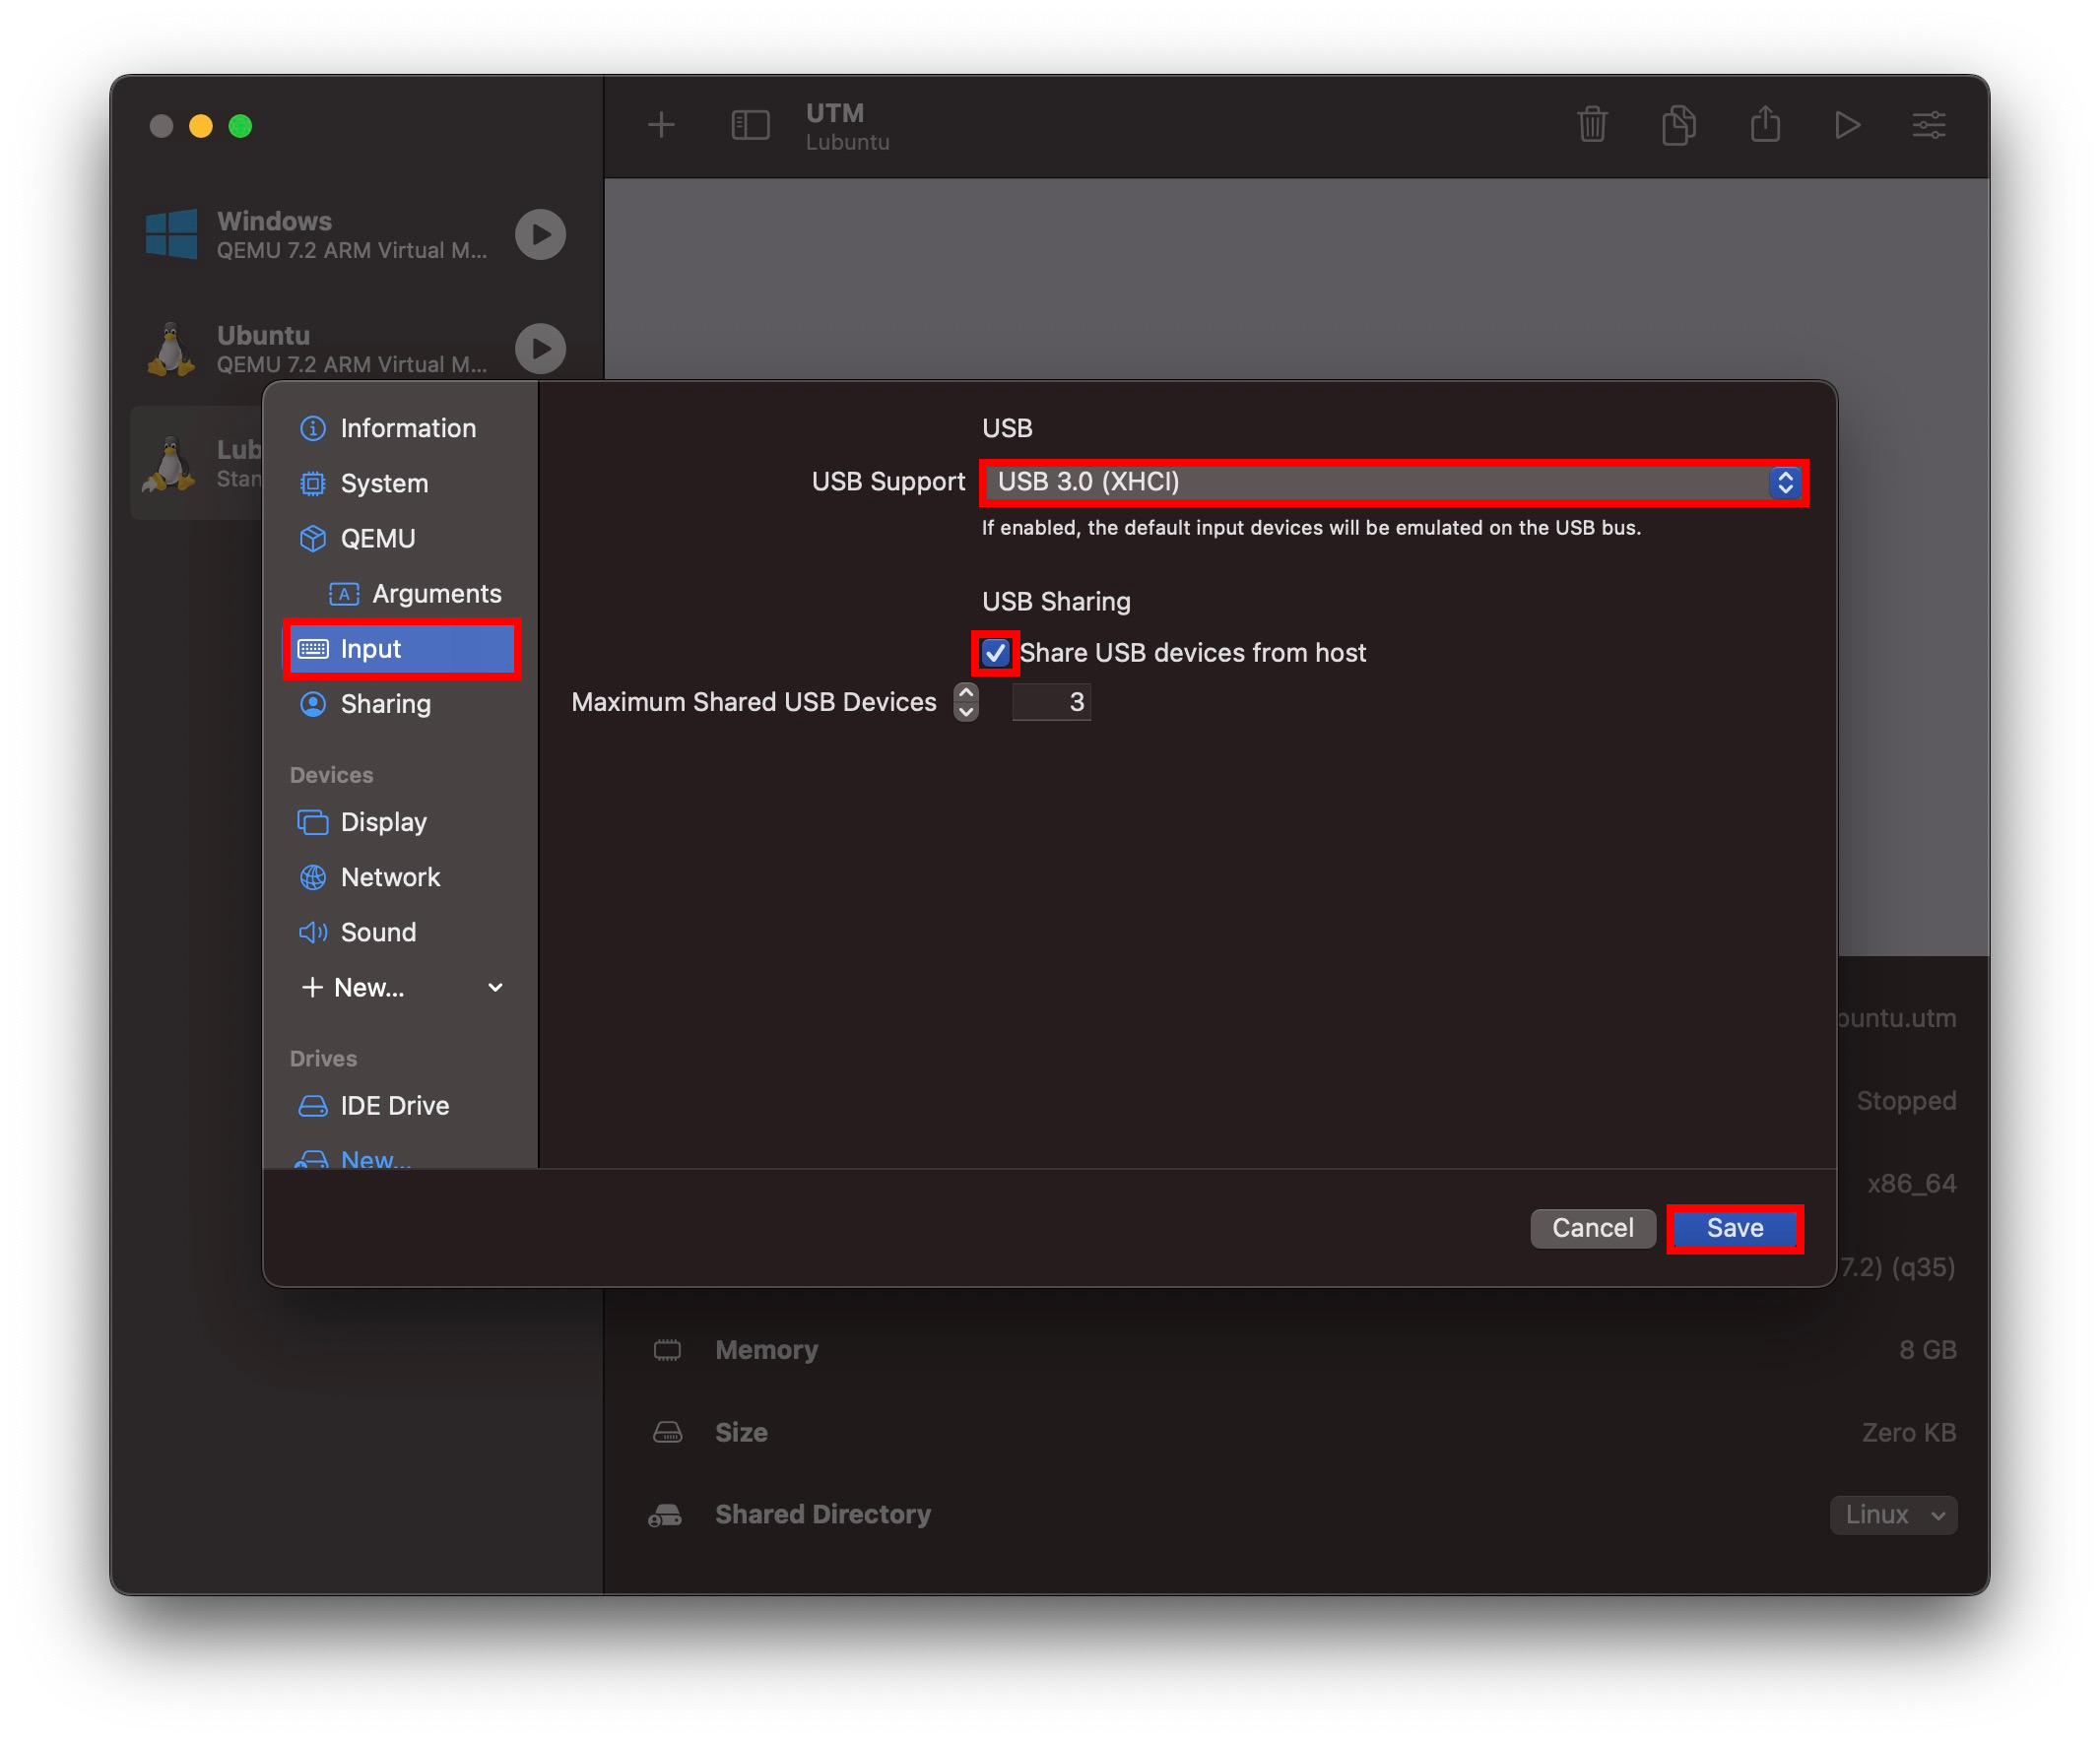 UTM
Lubuntu
Windows
QEMU 7.2 ARM Virtual M...
Ubuntu
QEMU 7.2 ARM Virtual M...
Lub
Stan
Information
System
QEMU
A Arguments
Input
Sharing
Devices
Display
Network
Sound
New...
Drives
IDE Drive
New...
USB
USB Support USB 3.0 (XHCI)
If enabled, the default input devices will be emulated on the USB bus.
USB Sharing
Share USB devices from host
Maximum Shared USB Devices 3
Cancel Save
buntu.utm
Stopped
x86_64
7.2) (q35)
Memory 8 GB
Size Zero KB
Shared Directory Linux